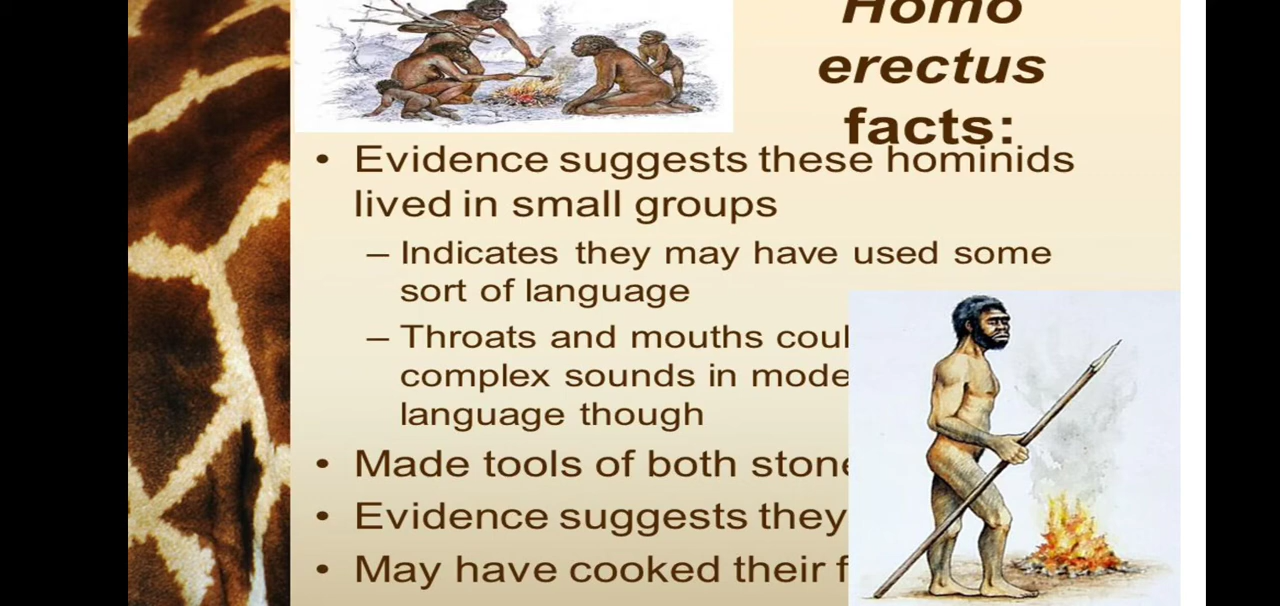 Homo
erectus
facts:
• Evidence suggests these hominids
lived in small groups
– Indicates they may have used some
sort of language
– Throats and mouths coul
complex sounds in mode
language though
• Made tools of both stone
• Evidence suggests they
• May have cooked their f